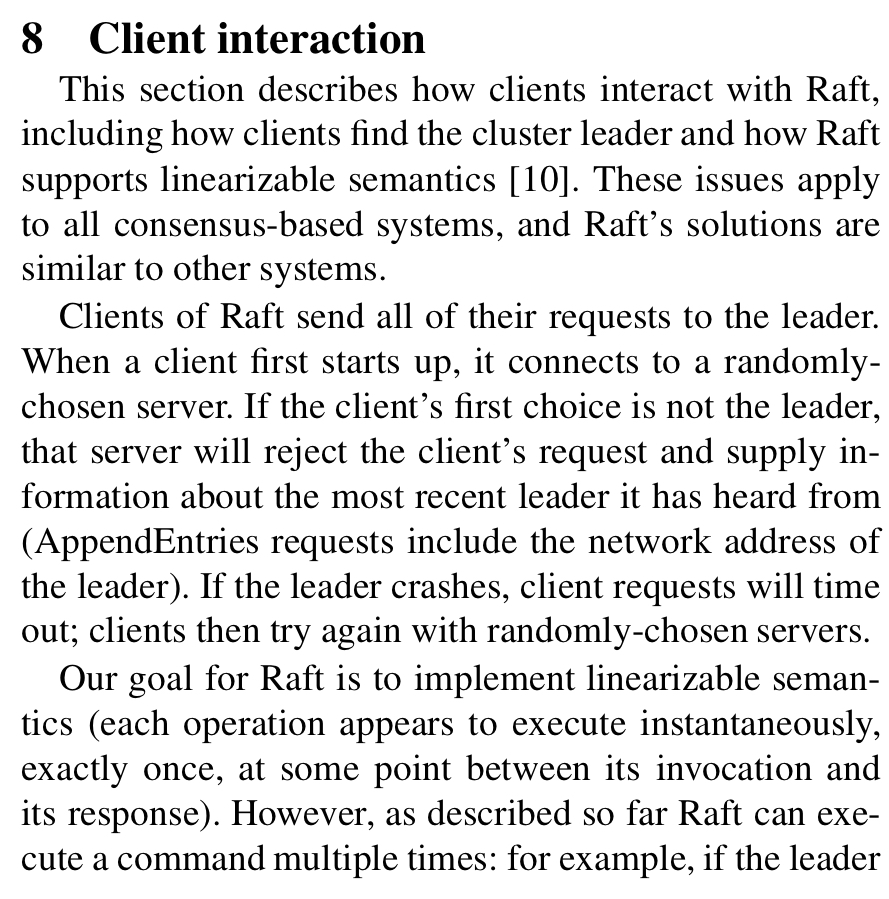 8 Client interaction
This section describes how clients interact with Raft,
including how clients find the cluster leader and how Raft
supports linearizable semantics [10]. These issues apply
to all consensus-based systems, and Raft's solutions are
similar to other systems.
Clients of Raft send all of their requests to the leader.
When a client first starts up, it connects to a randomly-
chosen server. If the client's first choice is not the leader,
that server will reject the client's request and supply in-
formation about the most recent leader it has heard from
(AppendEntries requests include the network address of
the leader). If the leader crashes, client requests will time
out; clients then try again with randomly-chosen servers.
Our goal for Raft is to implement linearizable seman-
tics (each operation appears to execute instantaneously,
exactly once, at some point between its invocation and
its response). However, as described so far Raft can exe-
cute a command multiple times: for example, if the leader